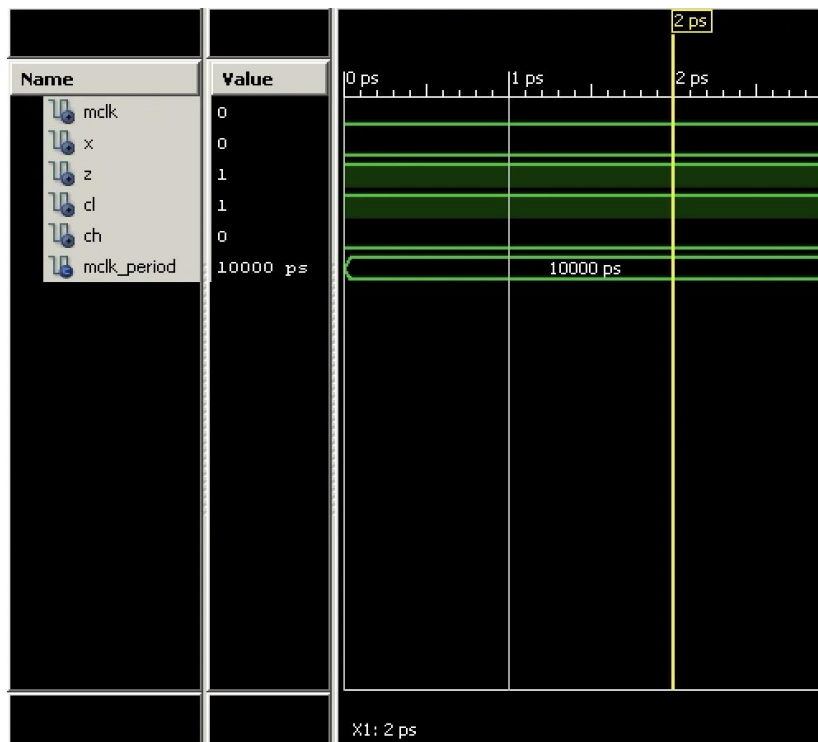 2 ps
Name Value 0 ps 1 ps 2 ps
mclk 0
x 0
z 1
cl 1
ch 0
mclk_period 10000 ps 10000 ps
X1: 2 ps